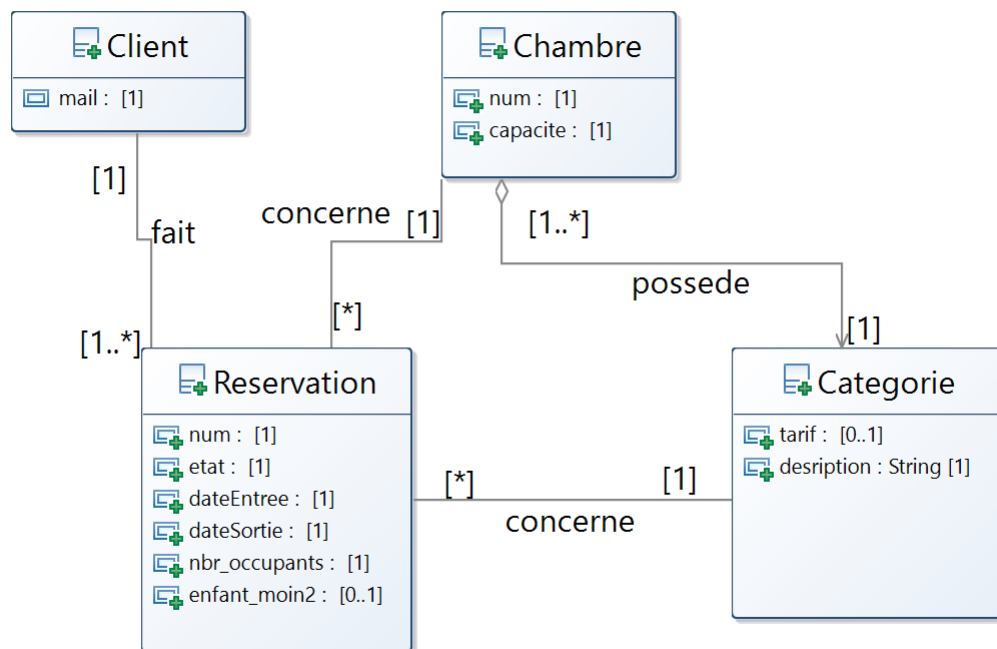 Client
mail : [1]
Chambre
num : [1]
capacite : [1]
[1]
fait
[1..*]
concerne
[1]
[*]
[1..*]
possede
[1]
Reservation
num : [1]
etat : [1]
dateEntree : [1]
dateSortie : [1]
nbr_occupants : [1]
enfant_moin2 : [0..1]
[*]
[1]
concerne
Categorie
tarif : [0..1]
desription : String [1]